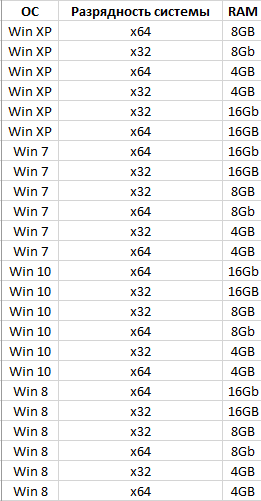 ОС Разрядность системы RAM
Win XP x64 8GB
Win XP x32 8Gb
Win XP x64 4GB
Win XP x32 4GB
Win XP x32 16Gb
Win XP x64 16GB
Win 7 x64 16Gb
Win 7 x32 16GB
Win 7 x32 8GB
Win 7 x64 8Gb
Win 7 x32 4GB
Win 7 x64 4GB
Win 10 x64 16Gb
Win 10 x32 16GB
Win 10 x32 8GB
Win 10 x64 8Gb
Win 10 x32 4GB
Win 10 x64 4GB
Win 8 x64 16Gb
Win 8 x32 16GB
Win 8 x32 8GB
Win 8 x64 8Gb
Win 8 x32 4GB
Win 8 x64 4GB